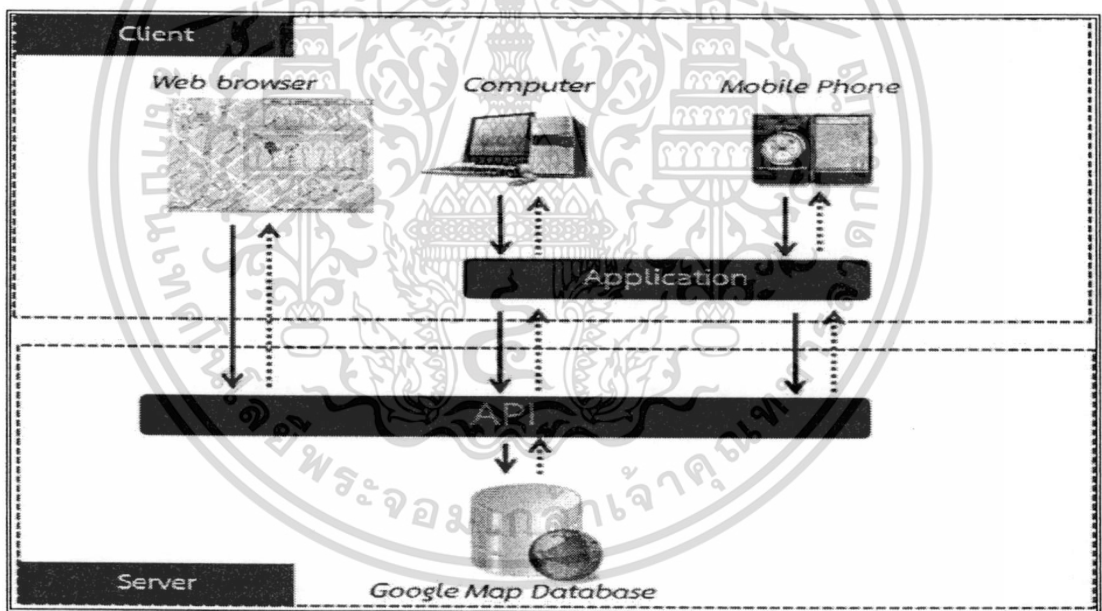 Client
Web browser
Computer
Mobile Phone
Application
API
Google Map Database
Server